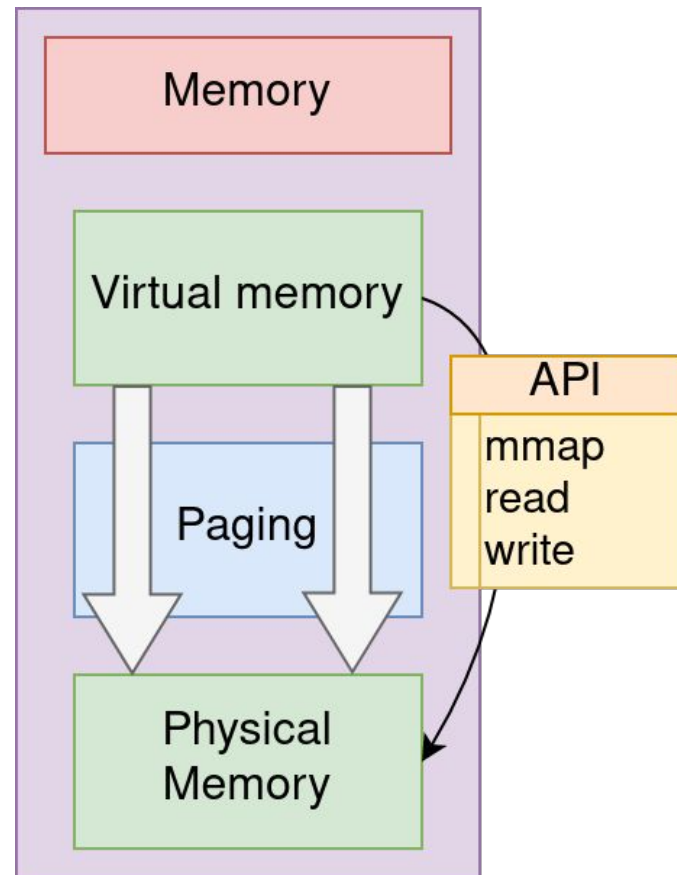 Memory
Virtual memory
API
mmap
read
write
Paging
Physical
Memory